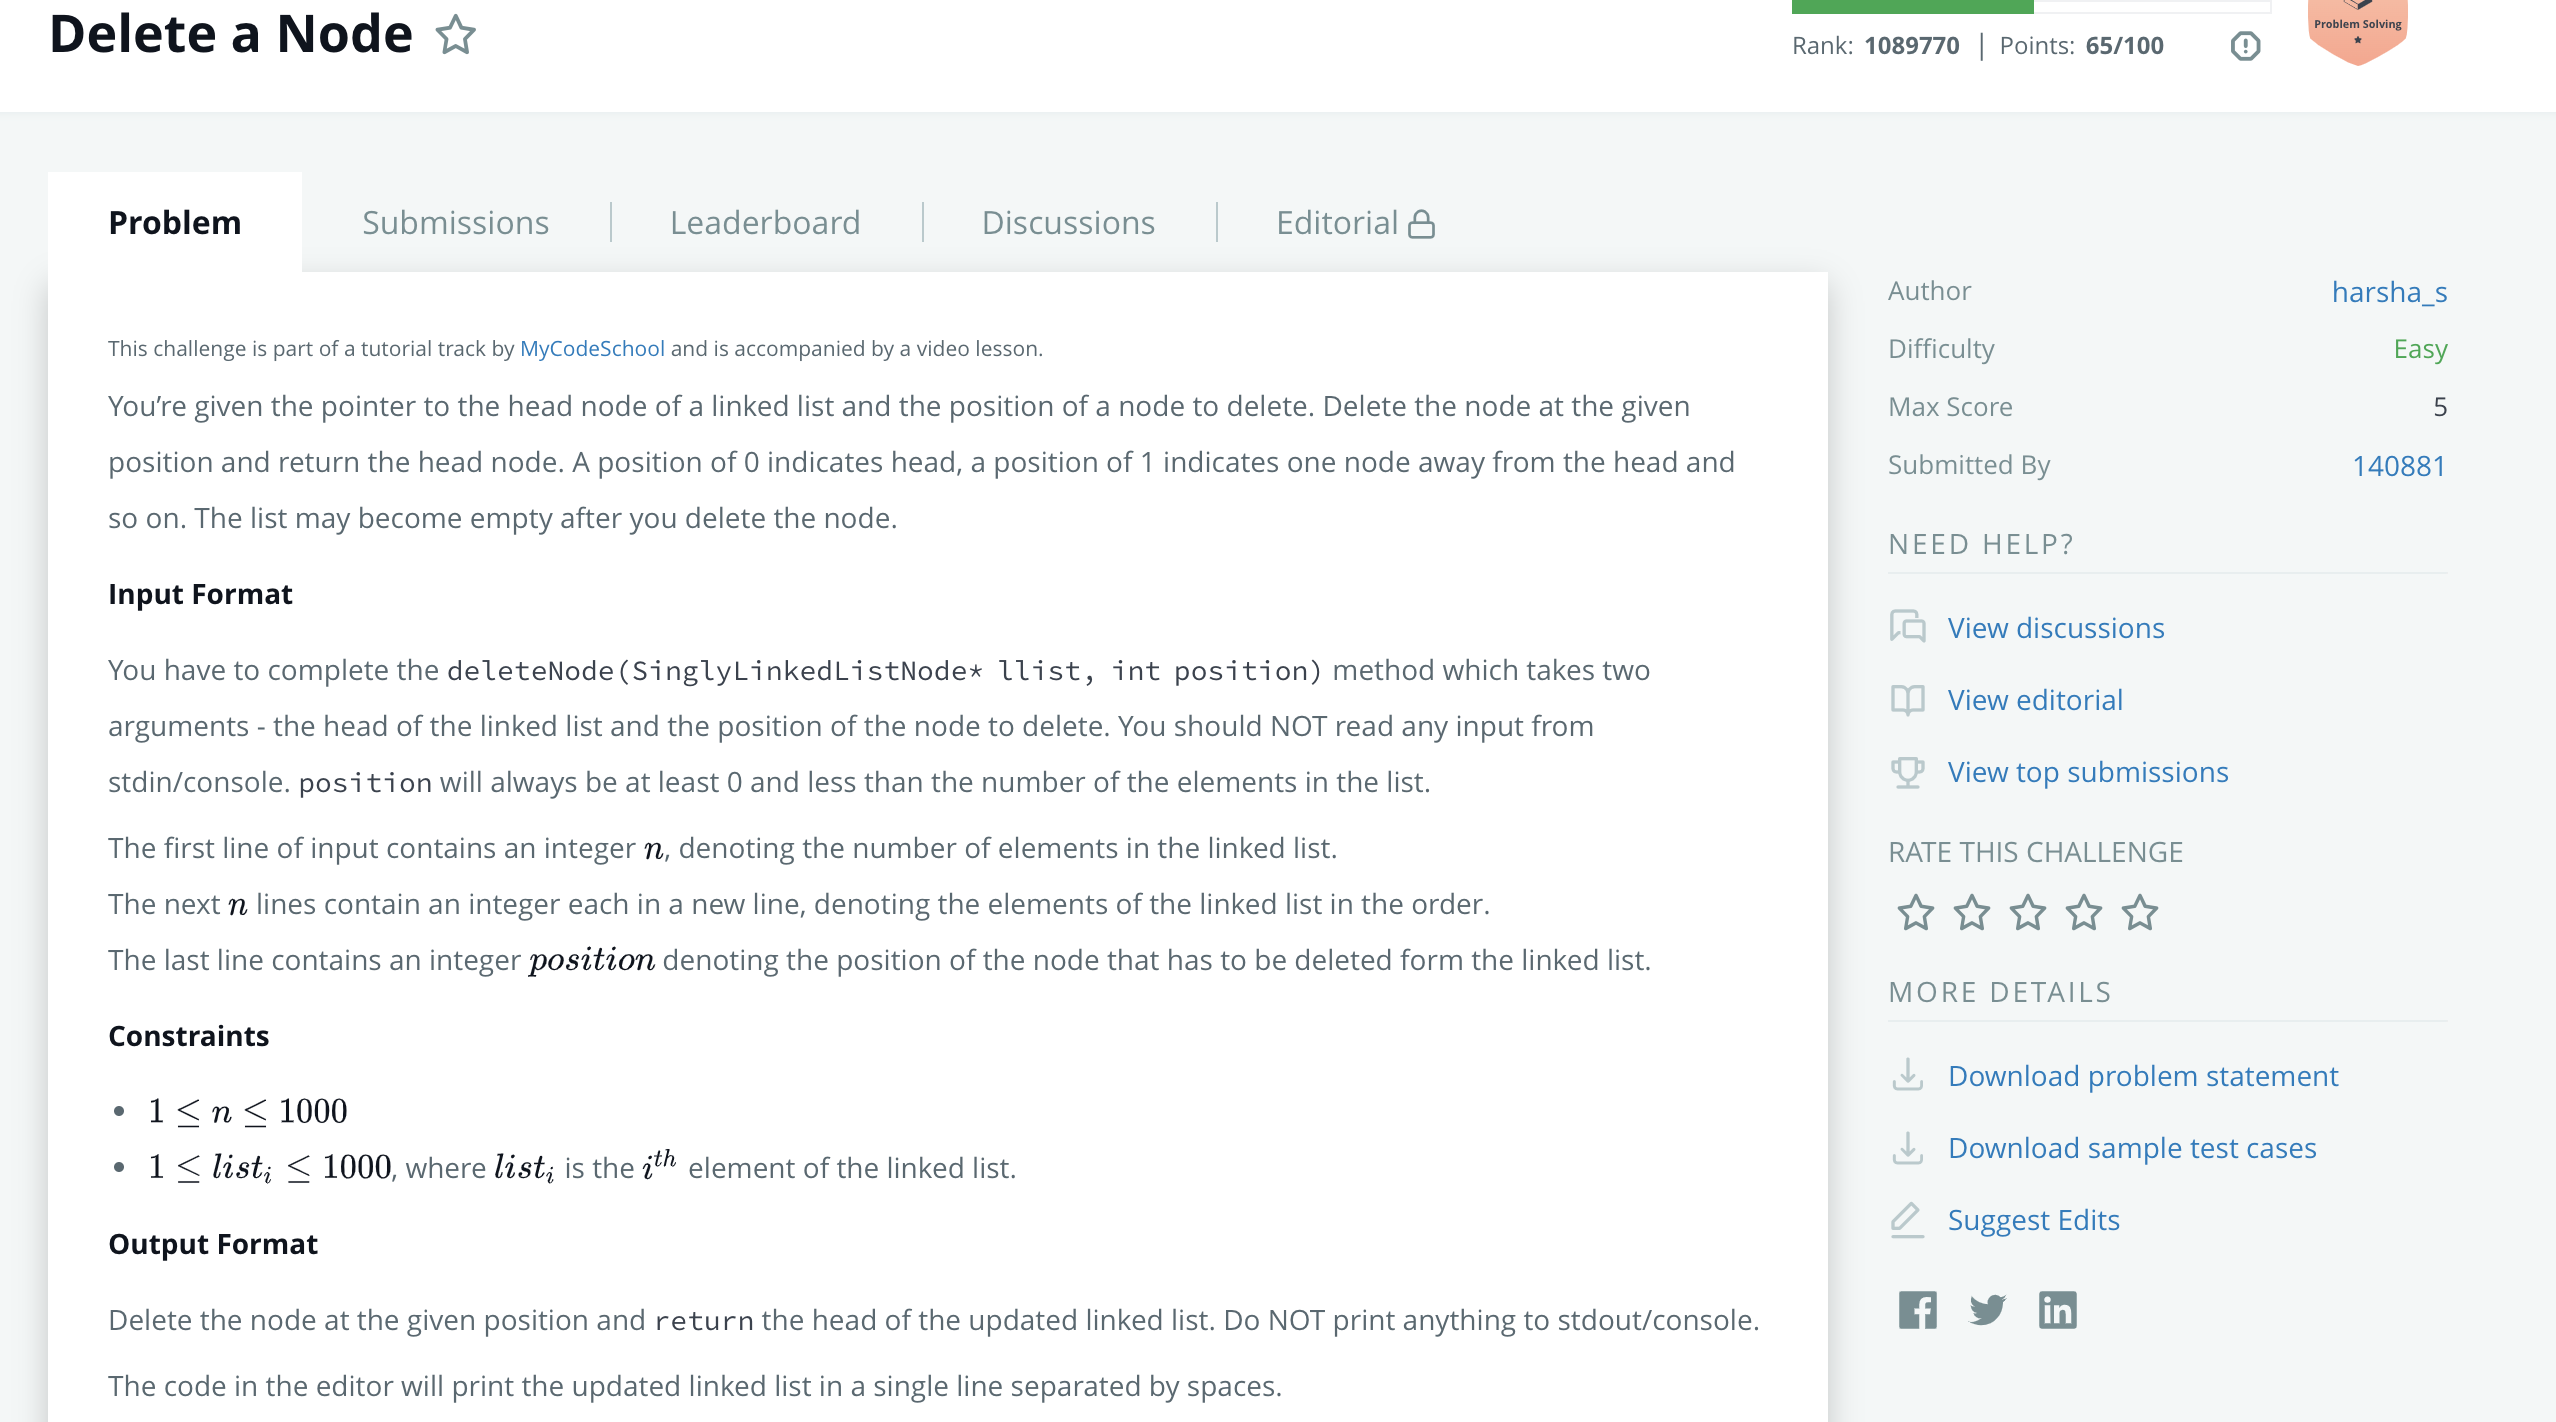 Delete a Node
Rank: 1089770 | Points: 65/100
Problem Solving
Problem
Submissions
Leaderboard
Discussions
Editorial
This challenge is part of a tutorial track by MyCodeSchool and is accompanied by a video lesson.
You’re given the pointer to the head node of a linked list and the position of a node to delete. Delete the node at the given
position and return the head node. A position of 0 indicates head, a position of 1 indicates one node away from the head and
so on. The list may become empty after you delete the node.
Input Format
You have to complete the deleteNode(SinglyLinkedListNode* llist, int position) method which takes two
arguments - the head of the linked list and the position of the node to delete. You should NOT read any input from
stdin/console. position will always be at least 0 and less than the number of the elements in the list.
The first line of input contains an integer n, denoting the number of elements in the linked list.
The next n lines contain an integer each in a new line, denoting the elements of the linked list in the order.
The last line contains an integer position denoting the position of the node that has to be deleted form the linked list.
Constraints
• 1 ≤ n ≤ 1000
• 1 ≤ listᵢ ≤ 1000, where listᵢ is the iᵗʰ element of the linked list.
Output Format
Delete the node at the given position and return the head of the updated linked list. Do NOT print anything to stdout/console.
The code in the editor will print the updated linked list in a single line separated by spaces.
Author harsha_s
Difficulty Easy
Max Score 5
Submitted By 140881
NEED HELP?
View discussions
View editorial
View top submissions
RATE THIS CHALLENGE
MORE DETAILS
Download problem statement
Download sample test cases
Suggest Edits